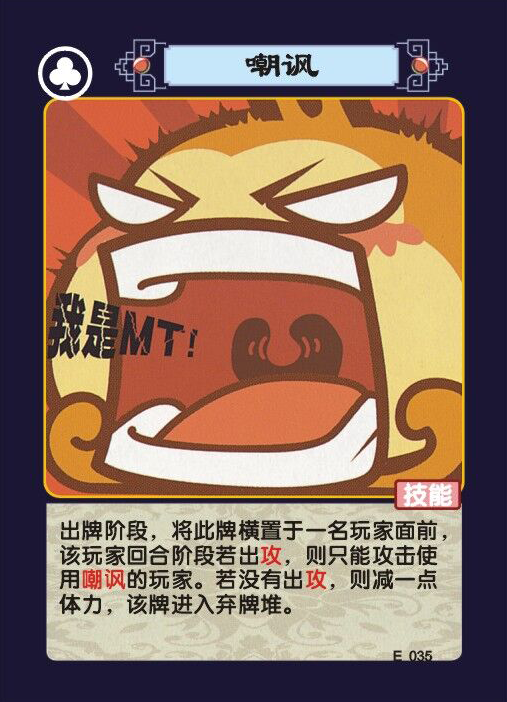 嘲讽
我是MT!
技能
出牌阶段，将此牌横置于一名玩家面前，
该玩家回合阶段若出攻，则只能攻击使
用嘲讽的玩家。若没有出攻，则减一点
体力，该牌进入弃牌堆。
E 035